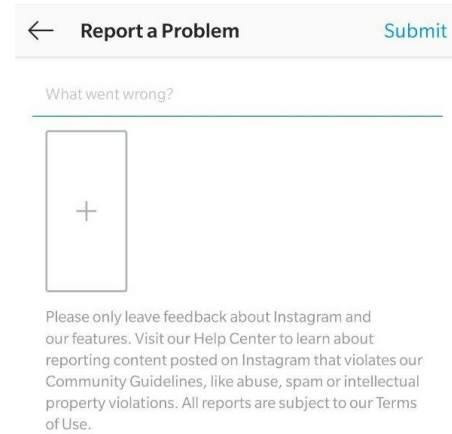 Report a Problem Submit
What went wrong?
Please only leave feedback about Instagram and
our features. Visit our Help Center to learn about
reporting content posted on Instagram that violates our
Community Guidelines, like abuse, spam or intellectual
property violations. All reports are subject to our Terms
of Use.